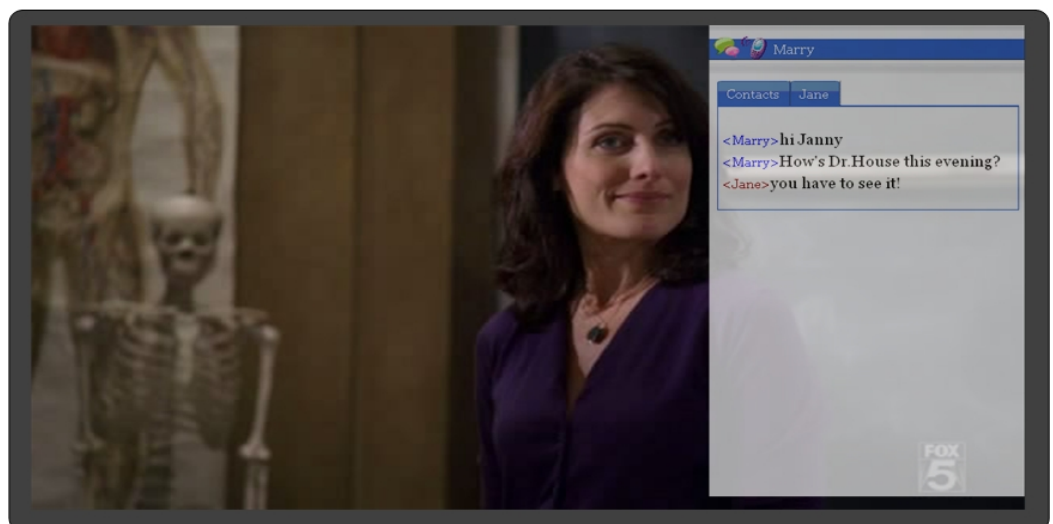 Marry
Contacts Jane
<Marry>hi Janny
<Marry>How's Dr.House this evening?
<Jane>you have to see it!
FOX
5